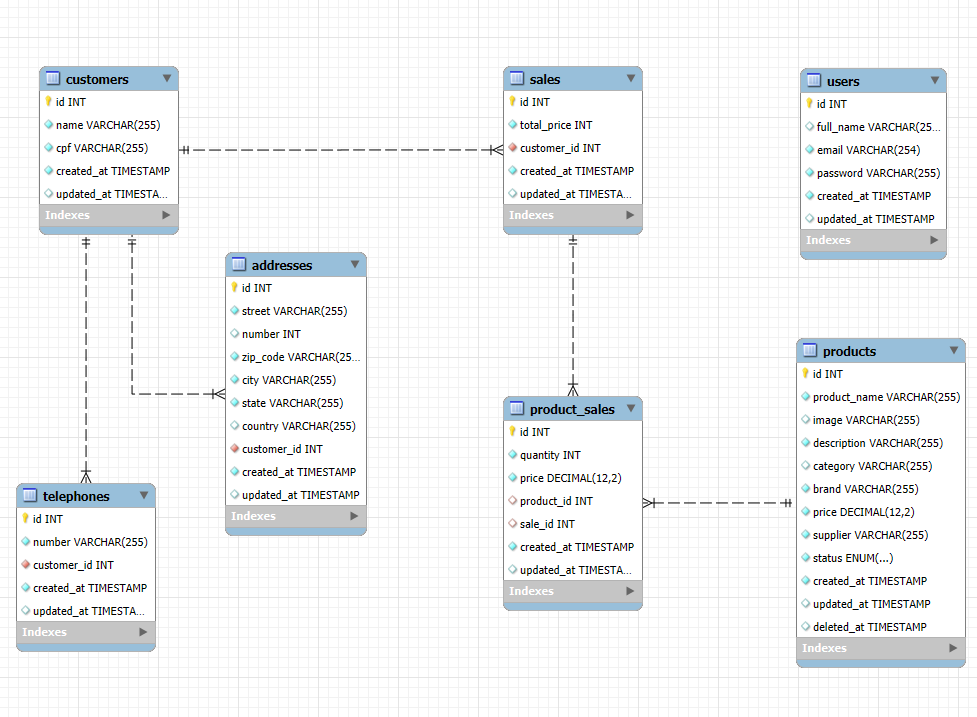 customers
id INT
name VARCHAR(255)
cpf VARCHAR(255)
created_at TIMESTAMP
updated_at TIMESTA...
Indexes
sales
id INT
total_price INT
customer_id INT
created_at TIMESTAMP
updated_at TIMESTA...
Indexes
users
id INT
full_name VARCHAR(25...
email VARCHAR(254)
password VARCHAR(255)
created_at TIMESTAMP
updated_at TIMESTAMP
Indexes
addresses
id INT
street VARCHAR(255)
number INT
zip_code VARCHAR(25...
city VARCHAR(255)
state VARCHAR(255)
country VARCHAR(255)
customer_id INT
created_at TIMESTAMP
updated_at TIMESTAMP
Indexes
products
id INT
product_name VARCHAR(255)
image VARCHAR(255)
description VARCHAR(255)
category VARCHAR(255)
brand VARCHAR(255)
price DECIMAL(12,2)
supplier VARCHAR(255)
status ENUM(...)
created_at TIMESTAMP
updated_at TIMESTAMP
deleted_at TIMESTAMP
Indexes
product_sales
id INT
quantity INT
price DECIMAL(12,2)
product_id INT
sale_id INT
created_at TIMESTAMP
updated_at TIMESTA...
Indexes
telephones
id INT
number VARCHAR(255)
customer_id INT
created_at TIMESTAMP
updated_at TIMESTA...
Indexes